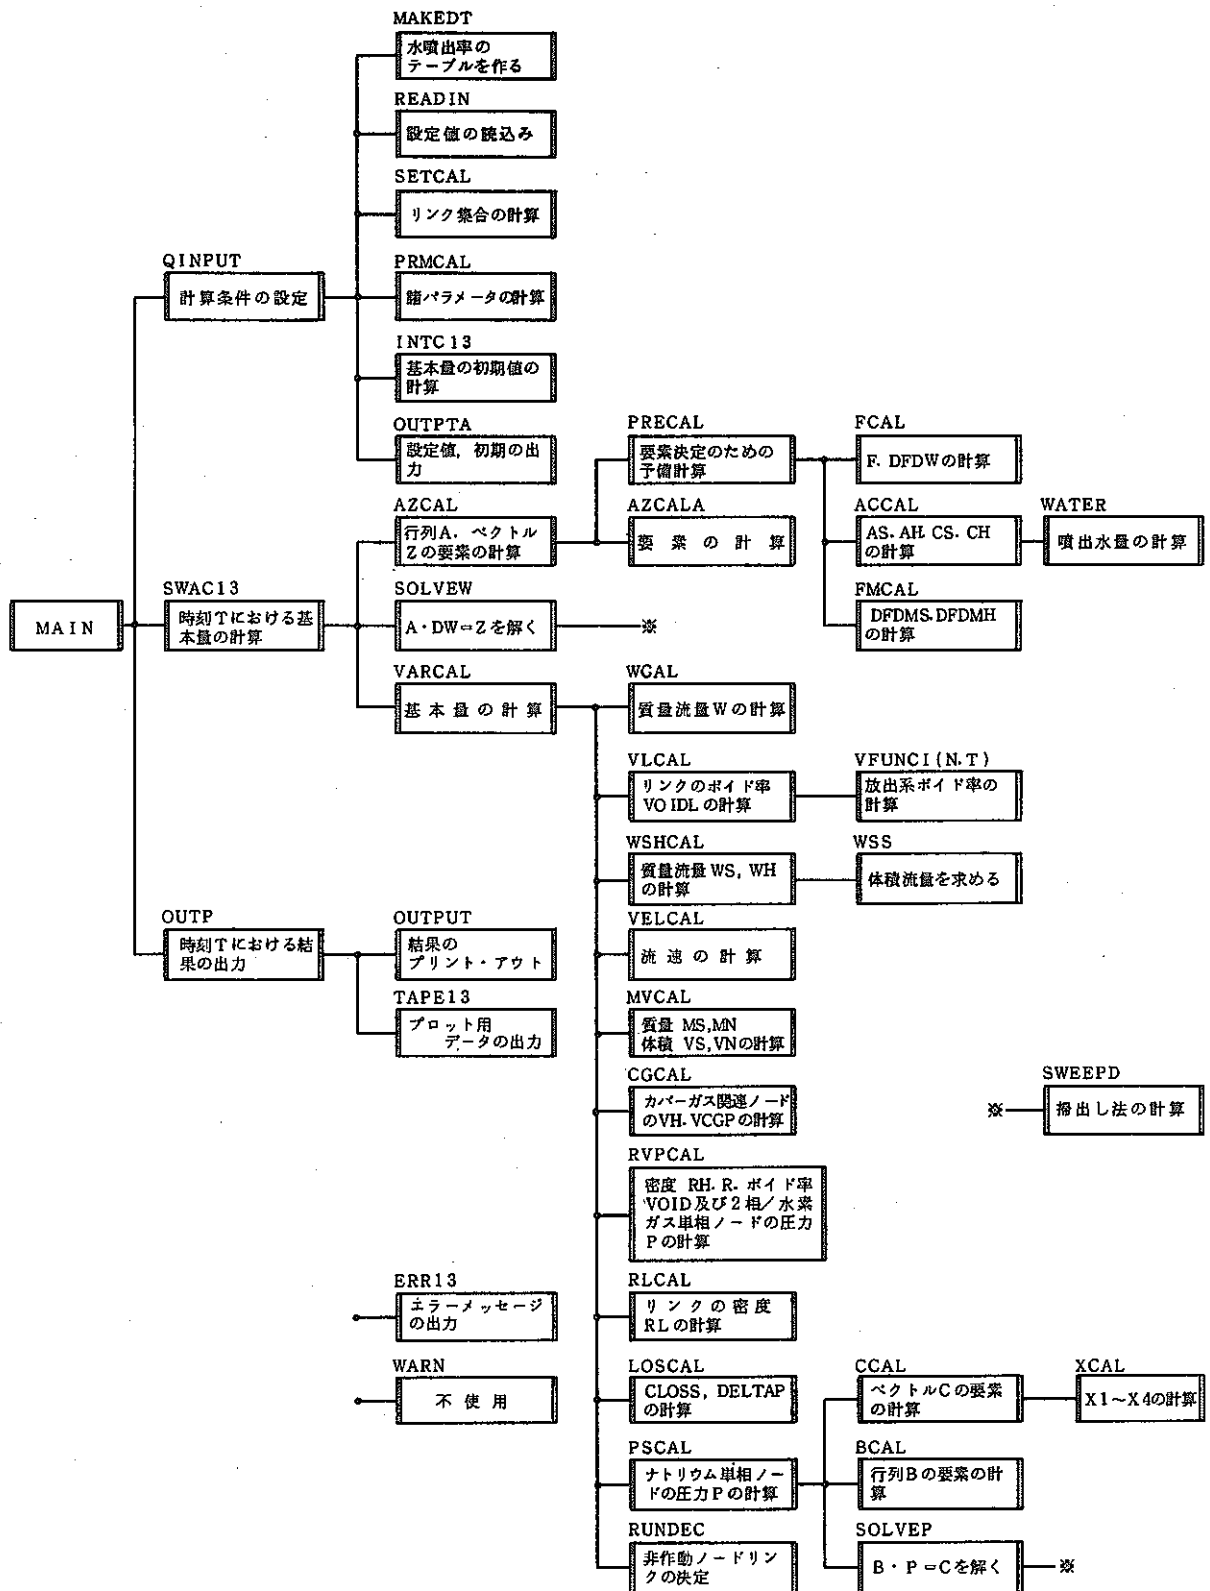 MAKEDT
水噴出率の
テーブルを作る
READIN
設定値の読込み
SETCAL
リンク集合の計算
QINPUT
計算条件の設定
PRMCAL
諸パラメータの計算
INTC13
基本量の初期値の
計算
OUTPTA
設定値，初期の出
力
PRECAL
要素決定のための
予備計算
FCAL
F．DFDWの計算
AZCAL
行列A．ベクトル
Zの要素の計算
AZCALA
要素の計算
ACCAL
AS．AH．CS．CH
の計算
WATER
噴出水量の計算
MAIN
SWAC13
時刻Tにおける基
本量の計算
SOLVEW
A・DW=Zを解く
※
FMCAL
DFDMS．DFDMH
の計算
VARCAL
基本量の計算
WCAL
質量流量Wの計算
VLCAL
リンクのボイド率
VOIDLの計算
VFUNCI(N.T)
放出系ボイド率の
計算
WSHCAL
質量流量WS，WH
の計算
WSS
体積流量を求める
OUTP
時刻Tにおける結
果の出力
OUTPUT
結果の
プリント・アウト
VELCAL
流速の計算
TAPE13
プロット用
データの出力
MVCAL
質量 MS,MN
体積 VS,VNの計算
CGCAL
カバーガス関連ノード
のVH．VCGPの計算
SWEEPD
※
掃出し法の計算
RVPCAL
密度 RH．R．ボイド率
VOID及び2相／水素
ガス単相ノードの圧力
Pの計算
ERR13
エラーメッセージ
の出力
RLCAL
リンクの密度
RLの計算
WARN
不使用
LOSCAL
CLOSS，DELTAP
の計算
CCAL
ベクトルCの要素
の計算
XCAL
X1～X4の計算
PSCAL
ナトリウム単相ノー
ドの圧力Pの計算
BCAL
行列Bの要素の計
算
RUNDEC
非作動ノードリン
クの決定
SOLVEP
B・P=Cを解く
※